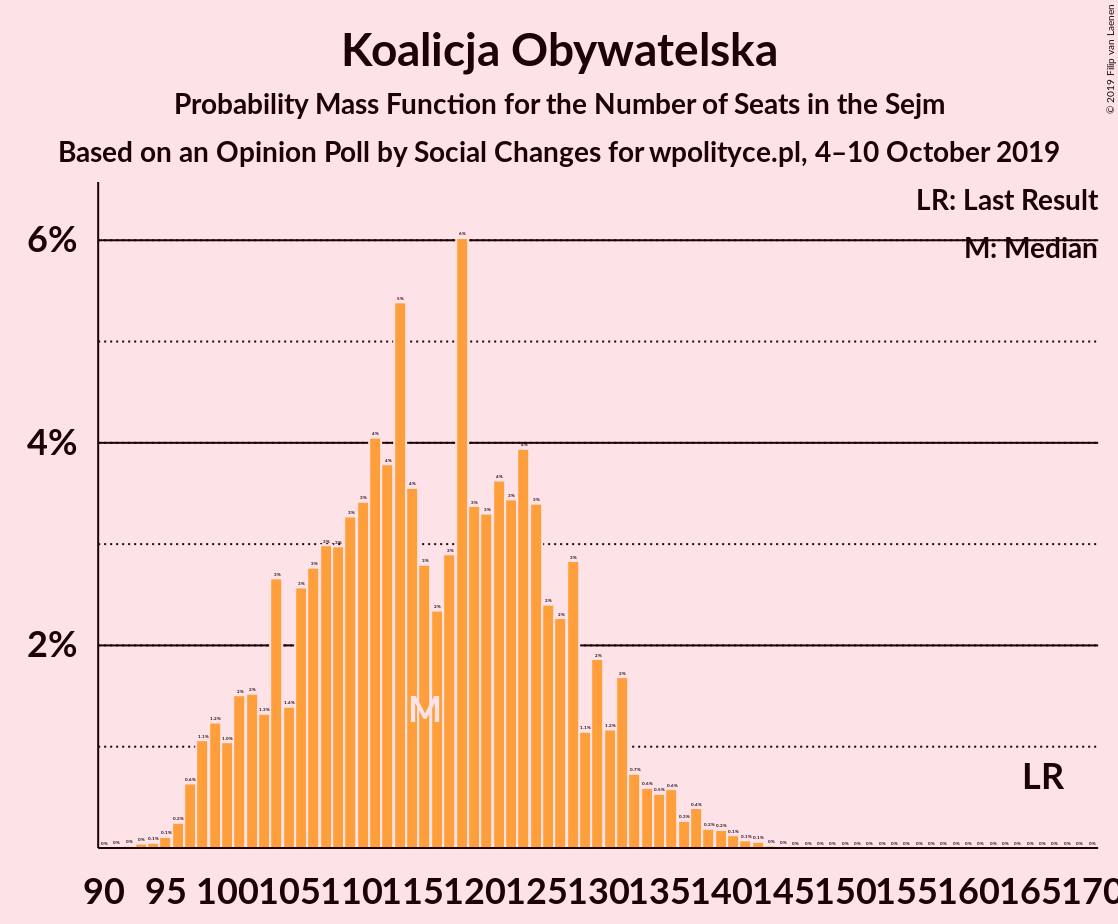 Koalicja Obywatelska
Probability Mass Function for the Number of Seats in the Sejm
Based on an Opinion Poll by Social Changes for wpolityce.pl, 4–10 October 2019
© 2019 Filip van Laenen
LR: Last Result
M: Median
6%
4%
2%
M
LR
90 95 100 105 110 115 120 125 130 135 140 145 150 155 160 165 170